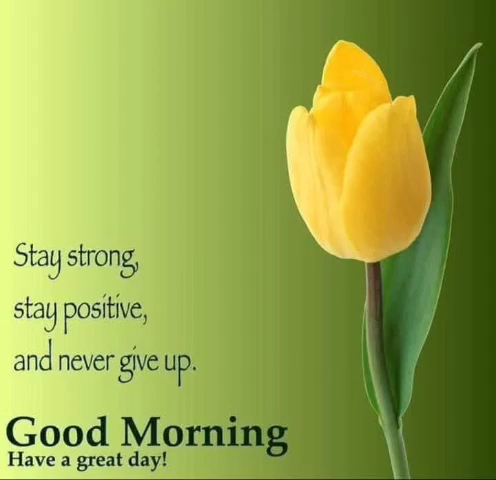 Stay strong,
stay positive,
and never give up.
Good Morning
Have a great day!